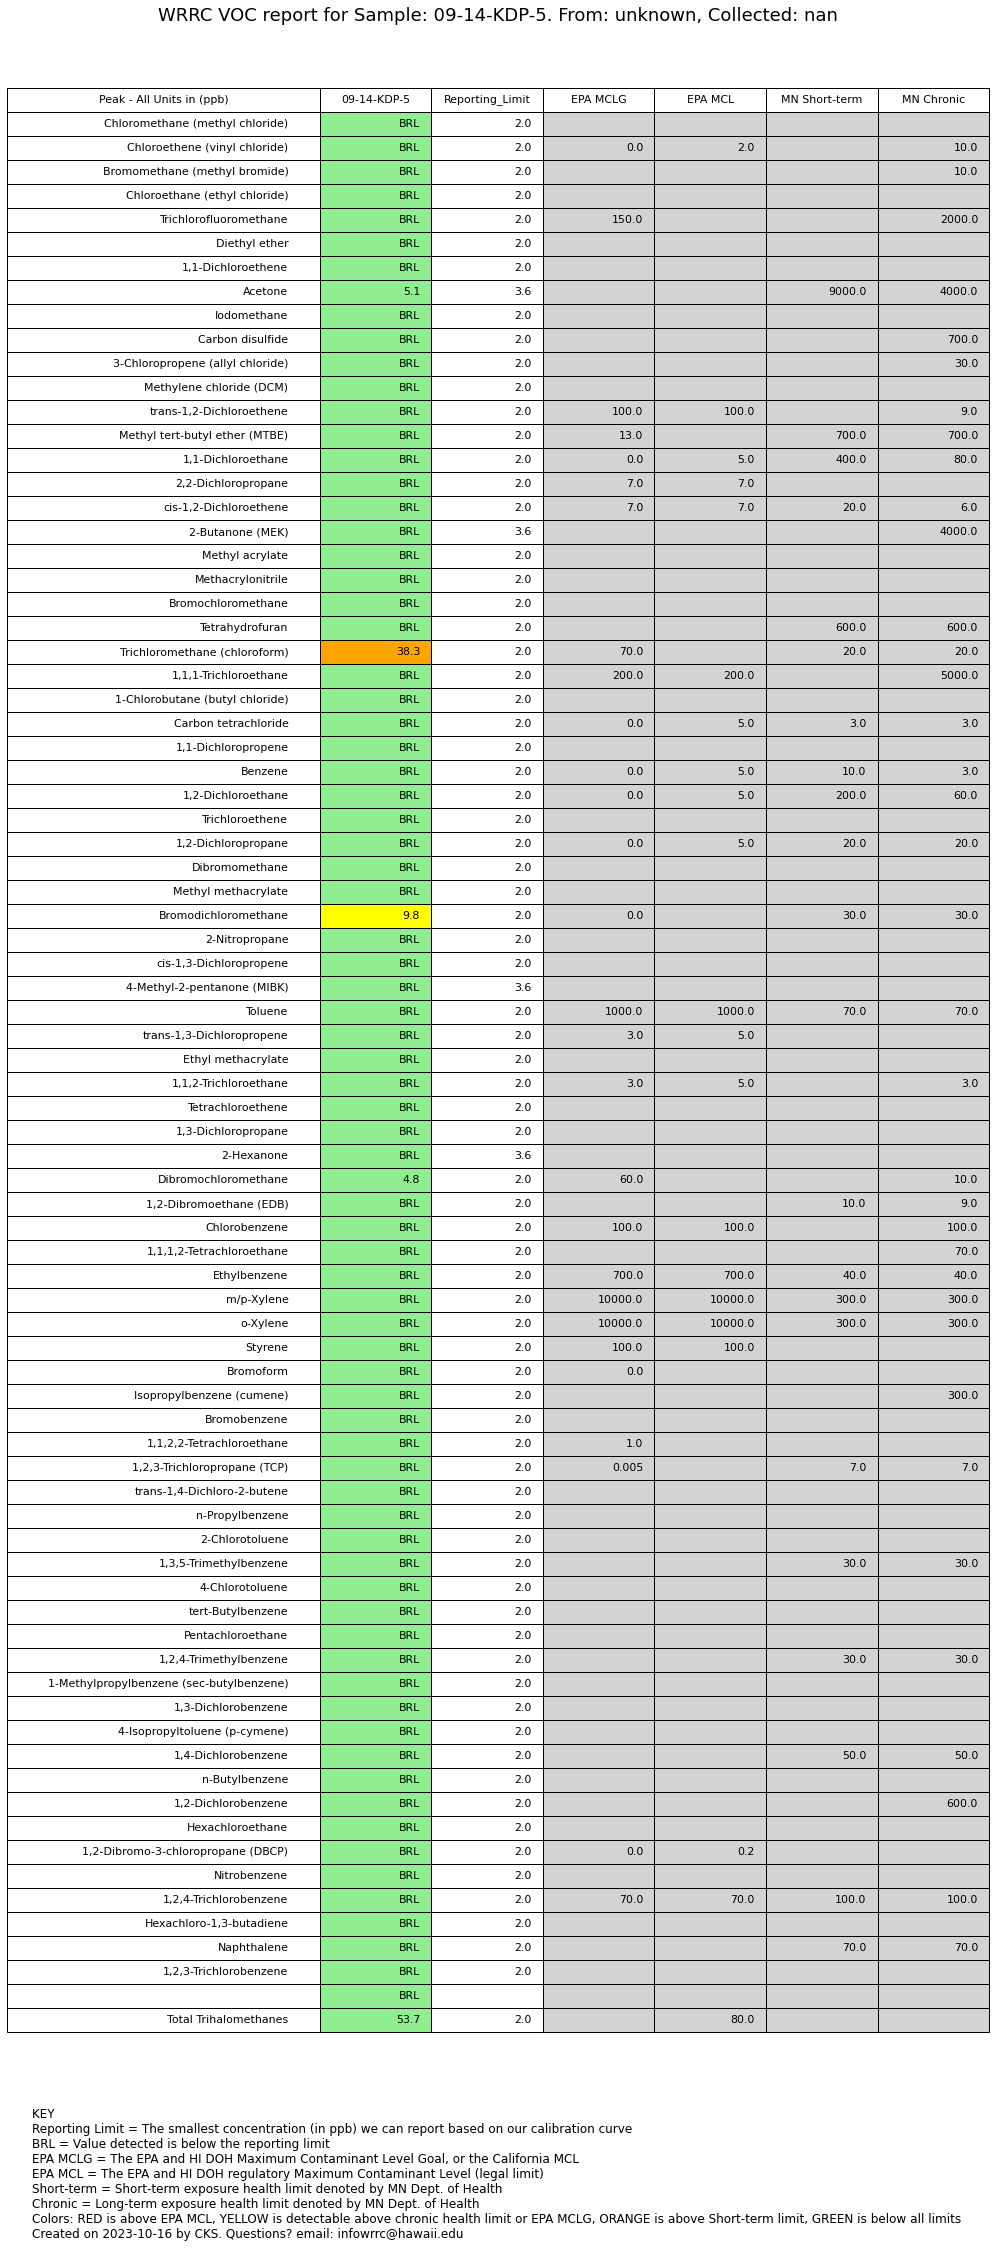 WRRC VOC report for Sample: 09-14-KDP-5. From: unknown, Collected: nan
Peak - All Units in (ppb) 09-14-KDP-5 Reporting_Limit EPA MCLG EPA MCL MN Short-term MN Chronic
Chloromethane (methyl chloride) BRL 2.0
Chloroethene (vinyl chloride) BRL 2.0 0.0 2.0 10.0
Bromomethane (methyl bromide) BRL 2.0 10.0
Chloroethane (ethyl chloride) BRL 2.0
Trichlorofluoromethane BRL 2.0 150.0 2000.0
Diethyl ether BRL 2.0
1,1-Dichloroethene BRL 2.0
Acetone 5.1 3.6 9000.0 4000.0
Iodomethane BRL 2.0
Carbon disulfide BRL 2.0 700.0
3-Chloropropene (allyl chloride) BRL 2.0 30.0
Methylene chloride (DCM) BRL 2.0
trans-1,2-Dichloroethene BRL 2.0 100.0 100.0 9.0
Methyl tert-butyl ether (MTBE) BRL 2.0 13.0 700.0 700.0
1,1-Dichloroethane BRL 2.0 0.0 5.0 400.0 80.0
2,2-Dichloropropane BRL 2.0 7.0 7.0
cis-1,2-Dichloroethene BRL 2.0 7.0 7.0 20.0 6.0
2-Butanone (MEK) BRL 3.6 4000.0
Methyl acrylate BRL 2.0
Methacrylonitrile BRL 2.0
Bromochloromethane BRL 2.0
Tetrahydrofuran BRL 2.0 600.0 600.0
Trichloromethane (chloroform) 38.3 2.0 70.0 20.0 20.0
1,1,1-Trichloroethane BRL 2.0 200.0 200.0 5000.0
1-Chlorobutane (butyl chloride) BRL 2.0
Carbon tetrachloride BRL 2.0 0.0 5.0 3.0 3.0
1,1-Dichloropropene BRL 2.0
Benzene BRL 2.0 0.0 5.0 10.0 3.0
1,2-Dichloroethane BRL 2.0 0.0 5.0 200.0 60.0
Trichloroethene BRL 2.0
1,2-Dichloropropane BRL 2.0 0.0 5.0 20.0 20.0
Dibromomethane BRL 2.0
Methyl methacrylate BRL 2.0
Bromodichloromethane 9.8 2.0 0.0 30.0 30.0
2-Nitropropane BRL 2.0
cis-1,3-Dichloropropene BRL 2.0
4-Methyl-2-pentanone (MIBK) BRL 3.6
Toluene BRL 2.0 1000.0 1000.0 70.0 70.0
trans-1,3-Dichloropropene BRL 2.0 3.0 5.0
Ethyl methacrylate BRL 2.0
1,1,2-Trichloroethane BRL 2.0 3.0 5.0 3.0
Tetrachloroethene BRL 2.0
1,3-Dichloropropane BRL 2.0
2-Hexanone BRL 3.6
Dibromochloromethane 4.8 2.0 60.0 10.0
1,2-Dibromoethane (EDB) BRL 2.0 10.0 9.0
Chlorobenzene BRL 2.0 100.0 100.0 100.0
1,1,1,2-Tetrachloroethane BRL 2.0 70.0
Ethylbenzene BRL 2.0 700.0 700.0 40.0 40.0
m/p-Xylene BRL 2.0 10000.0 10000.0 300.0 300.0
o-Xylene BRL 2.0 10000.0 10000.0 300.0 300.0
Styrene BRL 2.0 100.0 100.0
Bromoform BRL 2.0 0.0
Isopropylbenzene (cumene) BRL 2.0 300.0
Bromobenzene BRL 2.0
1,1,2,2-Tetrachloroethane BRL 2.0 1.0
1,2,3-Trichloropropane (TCP) BRL 2.0 0.005 7.0 7.0
trans-1,4-Dichloro-2-butene BRL 2.0
n-Propylbenzene BRL 2.0
2-Chlorotoluene BRL 2.0
1,3,5-Trimethylbenzene BRL 2.0 30.0 30.0
4-Chlorotoluene BRL 2.0
tert-Butylbenzene BRL 2.0
Pentachloroethane BRL 2.0
1,2,4-Trimethylbenzene BRL 2.0 30.0 30.0
1-Methylpropylbenzene (sec-butylbenzene) BRL 2.0
1,3-Dichlorobenzene BRL 2.0
4-Isopropyltoluene (p-cymene) BRL 2.0
1,4-Dichlorobenzene BRL 2.0 50.0 50.0
n-Butylbenzene BRL 2.0
1,2-Dichlorobenzene BRL 2.0 600.0
Hexachloroethane BRL 2.0
1,2-Dibromo-3-chloropropane (DBCP) BRL 2.0 0.0 0.2
Nitrobenzene BRL 2.0
1,2,4-Trichlorobenzene BRL 2.0 70.0 70.0 100.0 100.0
Hexachloro-1,3-butadiene BRL 2.0
Naphthalene BRL 2.0 70.0 70.0
1,2,3-Trichlorobenzene BRL 2.0
BRL
Total Trihalomethanes 53.7 2.0 80.0
KEY
Reporting Limit = The smallest concentration (in ppb) we can report based on our calibration curve
BRL = Value detected is below the reporting limit
EPA MCLG = The EPA and HI DOH Maximum Contaminant Level Goal, or the California MCL
EPA MCL = The EPA and HI DOH regulatory Maximum Contaminant Level (legal limit)
Short-term = Short-term exposure health limit denoted by MN Dept. of Health
Chronic = Long-term exposure health limit denoted by MN Dept. of Health
Colors: RED is above EPA MCL, YELLOW is detectable above chronic health limit or EPA MCLG, ORANGE is above Short-term limit, GREEN is below all limits
Created on 2023-10-16 by CKS. Questions? email: infowrrc@hawaii.edu